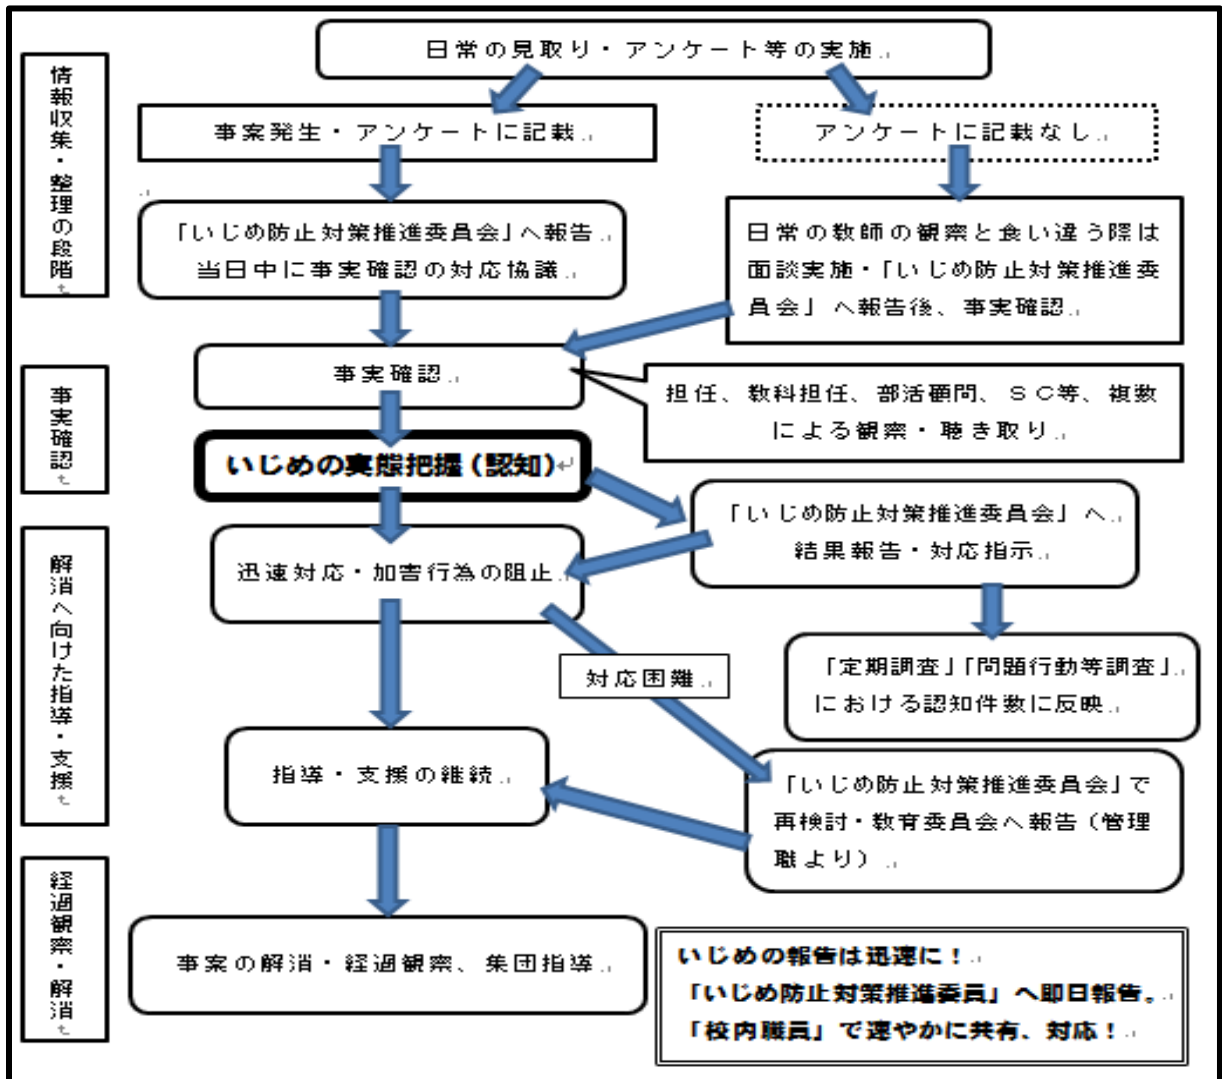 日常の見取り・アンケート等の実施
情報収集・整理の段階
事案発生・アンケートに記載
アンケートに記載なし
「いじめ防止対策推進委員会」へ報告
当日中に事実確認の対応協議
日常の教師の観察と食い違う際は
面談実施・「いじめ防止対策推進委
員会」へ報告後、事実確認
事実確認
事実確認
担任、教科担任、部活顧問、ＳＣ等、複数
による観察・聴き取り
いじめの実態把握（認知）
解消へ向けた指導・支援
「いじめ防止対策推進委員会」へ
結果報告・対応指示
迅速対応・加害行為の阻止
対応困難
「定期調査」「問題行動等調査」
における認知件数に反映
指導・支援の継続
「いじめ防止対策推進委員会」で
再検討・教育委員会へ報告（管理
職より）
経過観察・解消
事案の解消・経過観察、集団指導
いじめの報告は迅速に！
「いじめ防止対策推進委員」へ即日報告。
「校内職員」で速やかに共有、対応！